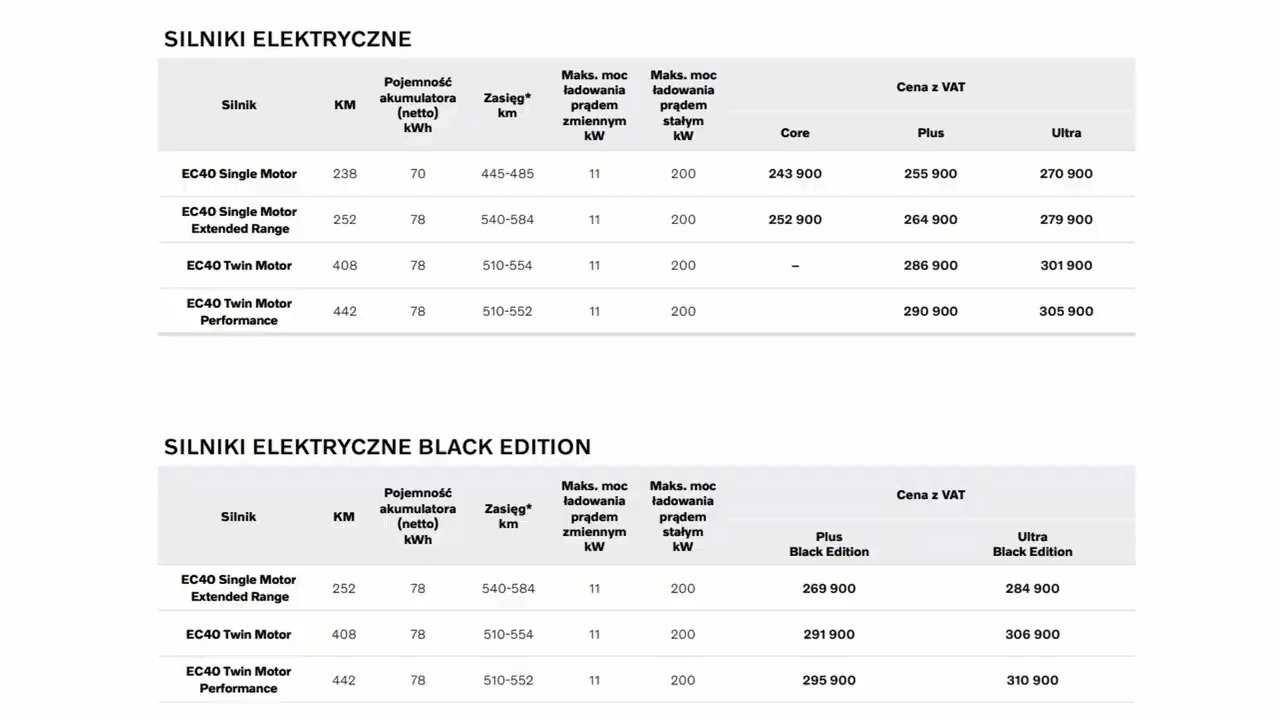 SILNIKI ELEKTRYCZNE
Silnik KM Pojemność akumulatora (netto) kWh Zasięg* km Maks. moc ładowania prądem zmiennym kW Maks. moc ładowania prądem stałym kW Cena z VAT
Core Plus Ultra
EC40 Single Motor 238 70 445-485 11 200 243 900 255 900 270 900
EC40 Single Motor Extended Range 252 78 540-584 11 200 252 900 264 900 279 900
EC40 Twin Motor 408 78 510-554 11 200 – 286 900 301 900
EC40 Twin Motor Performance 442 78 510-552 11 200 290 900 305 900
SILNIKI ELEKTRYCZNE BLACK EDITION
Silnik KM Pojemność akumulatora (netto) kWh Zasięg* km Maks. moc ładowania prądem zmiennym kW Maks. moc ładowania prądem stałym kW Cena z VAT
Plus Black Edition Ultra Black Edition
EC40 Single Motor Extended Range 252 78 540-584 11 200 269 900 284 900
EC40 Twin Motor 408 78 510-554 11 200 291 900 306 900
EC40 Twin Motor Performance 442 78 510-552 11 200 295 900 310 900